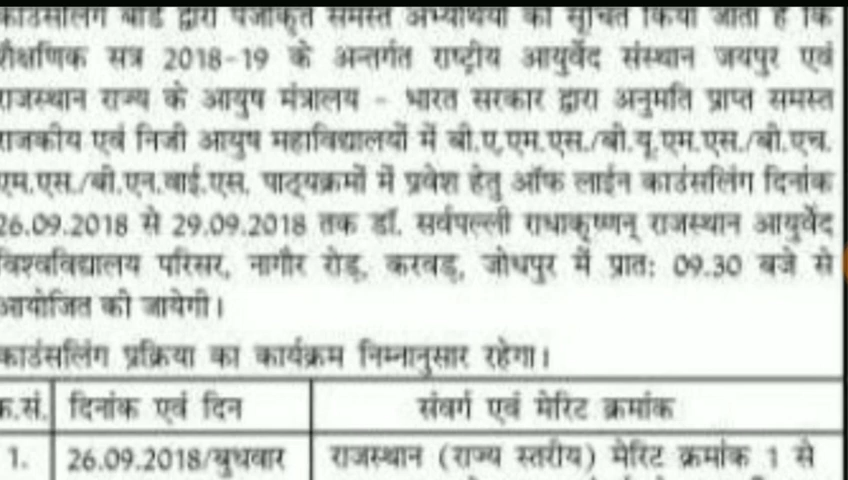 काउंसलिंग बोर्ड द्वारा पंजीकृत समस्त अभ्यर्थियों को सूचित किया जाता है कि
शैक्षणिक सत्र 2018-19 के अन्तर्गत राष्ट्रीय आयुर्वेद संस्थान जयपुर एवं
राजस्थान राज्य के आयुष मंत्रालय - भारत सरकार द्वारा अनुमति प्राप्त समस्त
राजकीय एवं निजी आयुष महाविद्यालयों में बी.ए.एम.एस./बी.यू.एम.एस./बी.एच.
एम.एस./बी.एन.वाई.एस. पाठ्यक्रमों में प्रवेश हेतु ऑफ लाईन काउंसलिंग दिनांक
26.09.2018 से 29.09.2018 तक डॉ. सर्वपल्ली राधाकृष्णन् राजस्थान आयुर्वेद
विश्वविद्यालय परिसर, नागौर रोड़, करवड़, जोधपुर में प्रात: 09.30 बजे से
आयोजित की जायेगी।
काउंसलिंग प्रक्रिया का कार्यक्रम निम्नानुसार रहेगा।
क.सं. दिनांक एवं दिन संवर्ग एवं मेरिट क्रमांक
1. 26.09.2018/बुधवार राजस्थान (राज्य स्तरीय) मेरिट क्रमांक 1 से